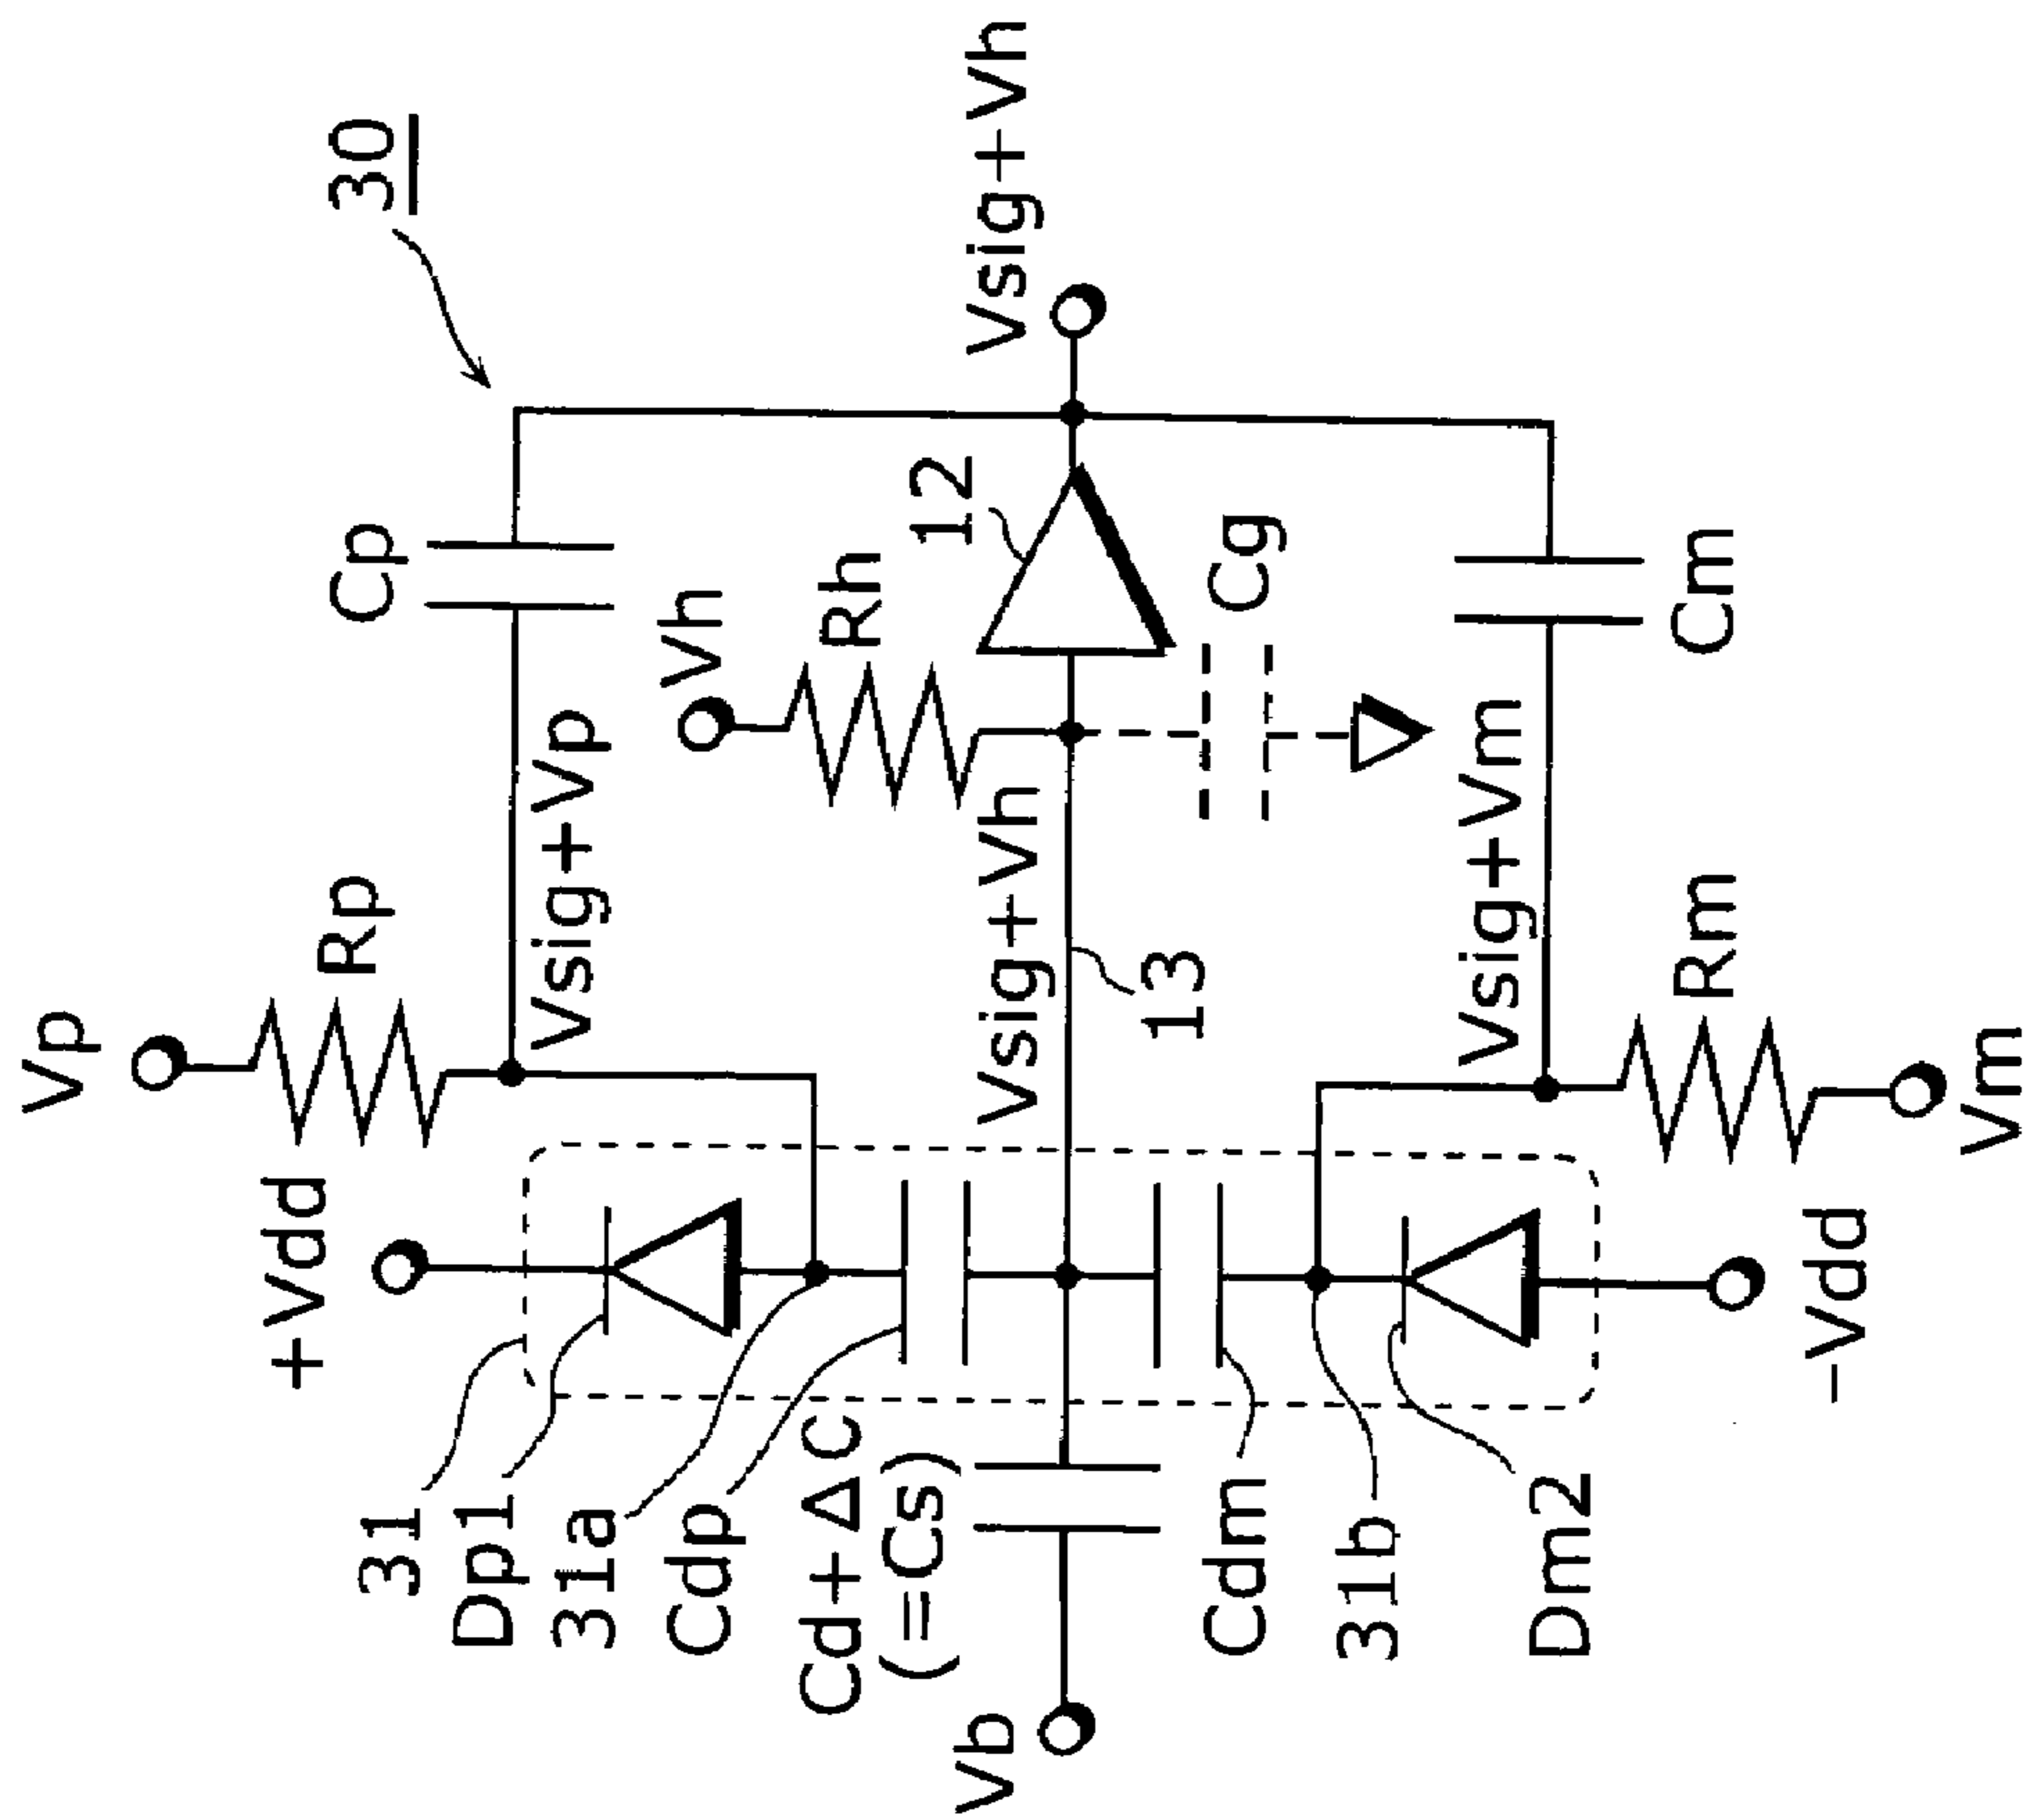 30
Vp
Rp
Vsig+Vp
Cp
+Vdd
31
Dp1
31a
Cdp
Cd+ΔC
(=Cs)
Vb
Vsig+Vh
13
Vh
Rh
12
Cg
Vsig+Vh
Cdm
31b
Dm2
-Vdd
Vsig+Vm
Cm
Rm
Vm